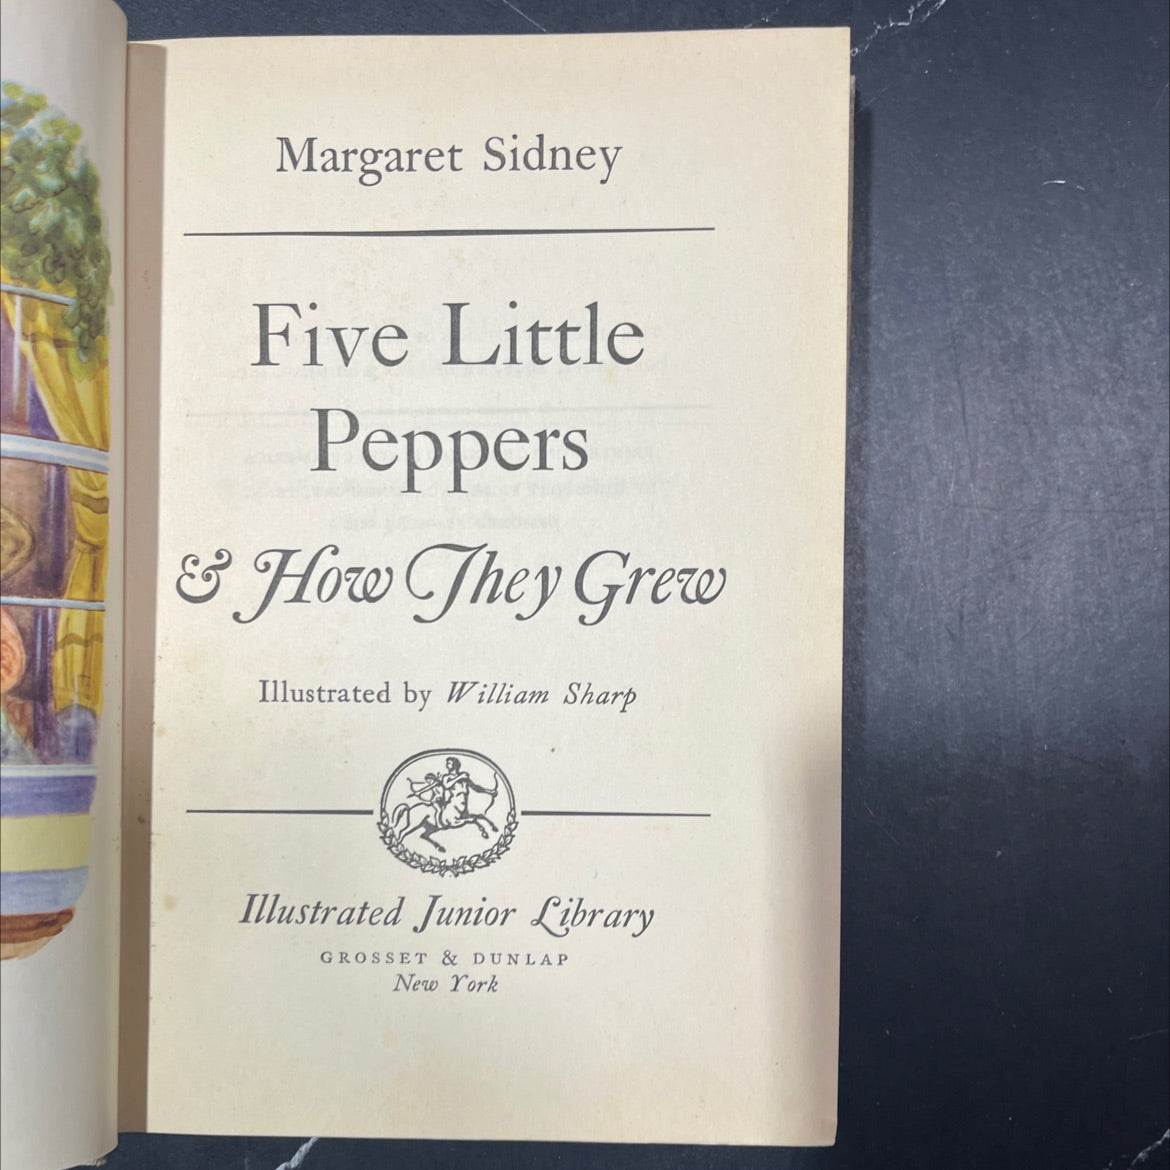 Margaret Sidney
Five Little
Peppers
& How They Grew
Illustrated by William Sharp
Illustrated Junior Library
GROSSET & DUNLAP
New York